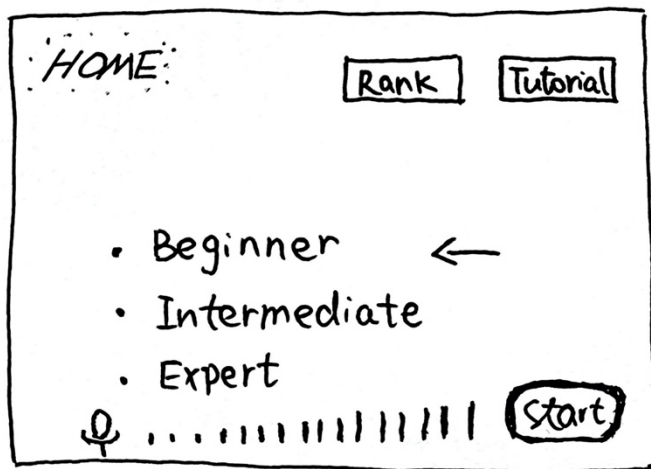 HOME
Rank Tutorial
• Beginner ←
• Intermediate
• Expert
Start